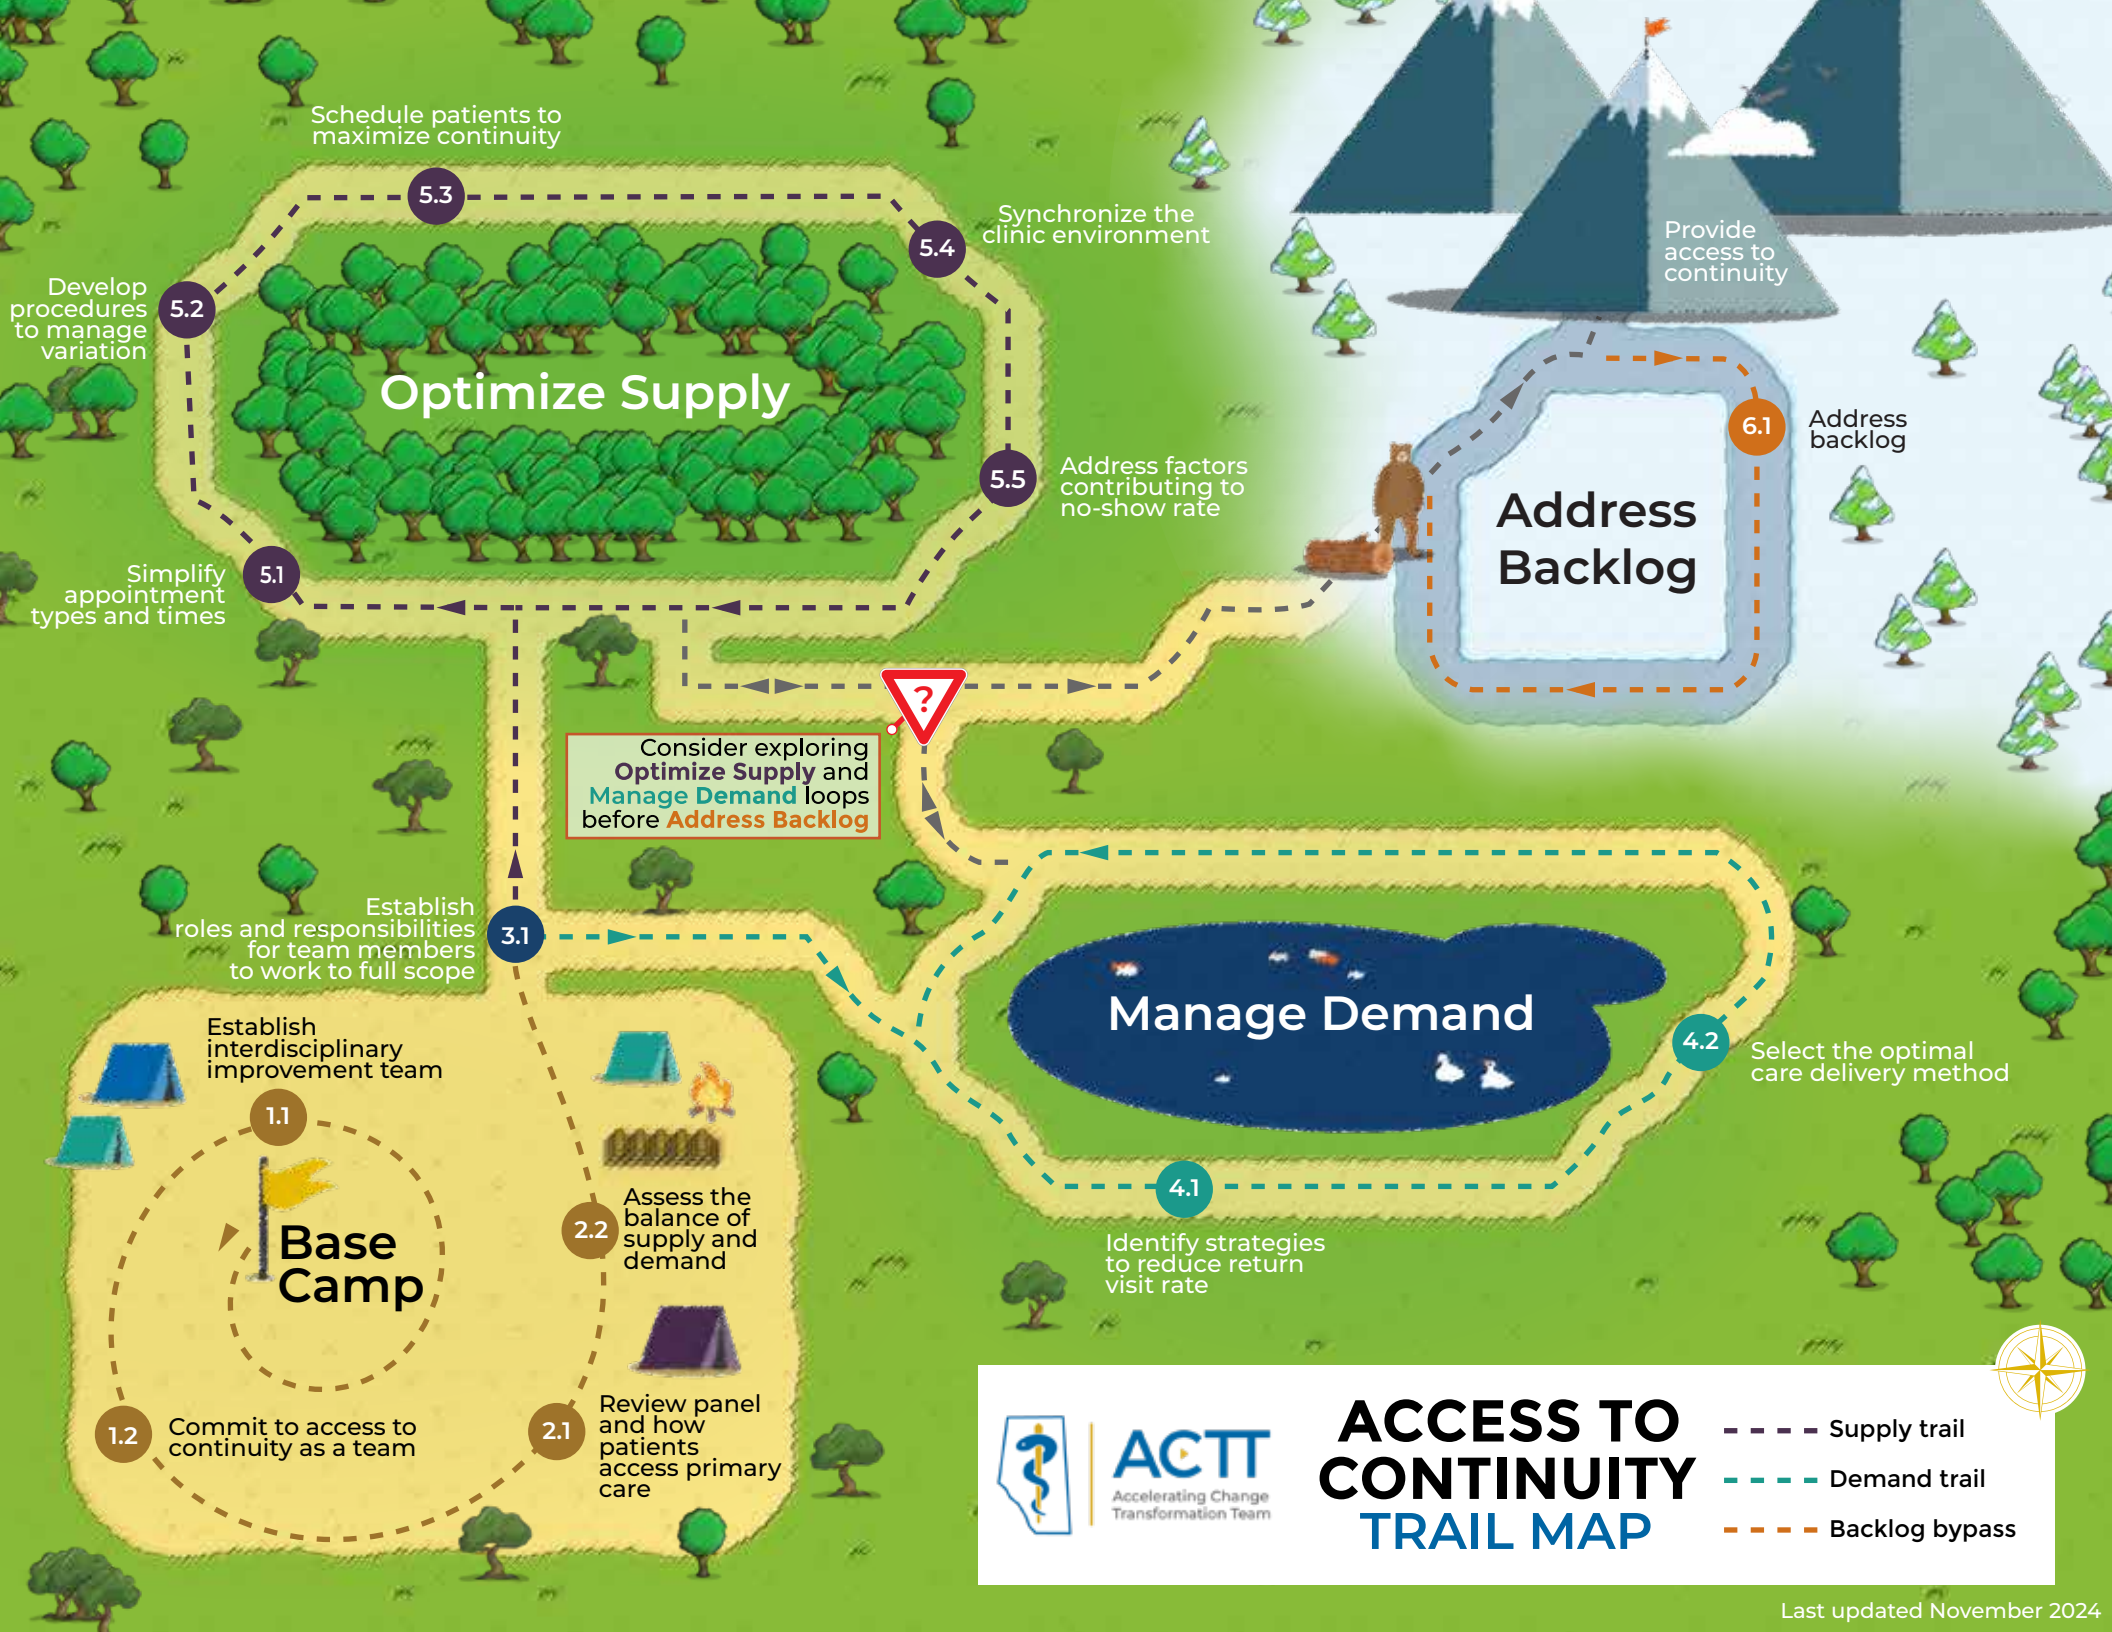 Schedule patients to
maximize continuity
5.3
Synchronize the
clinic environment
5.4
Develop
procedures
to manage
variation
5.2
Optimize Supply
5.5
Address factors
contributing to
no-show rate
Simplify
appointment
types and times
5.1
Provide
access to
continuity
6.1
Address
backlog
Address
Backlog
?
Consider exploring
Optimize Supply and
Manage Demand loops
before Address Backlog
Establish
roles and responsibilities
for team members
to work to full scope
3.1
Manage Demand
4.2
Select the optimal
care delivery method
4.1
Identify strategies
to reduce return
visit rate
Establish
interdisciplinary
improvement team
1.1
Base
Camp
2.2
Assess the
balance of
supply and
demand
1.2
Commit to access to
continuity as a team
2.1
Review panel
and how
patients
access primary
care
ACTT
Accelerating Change
Transformation Team
ACCESS TO
CONTINUITY
TRAIL MAP
Supply trail
Demand trail
Backlog bypass
Last updated November 2024